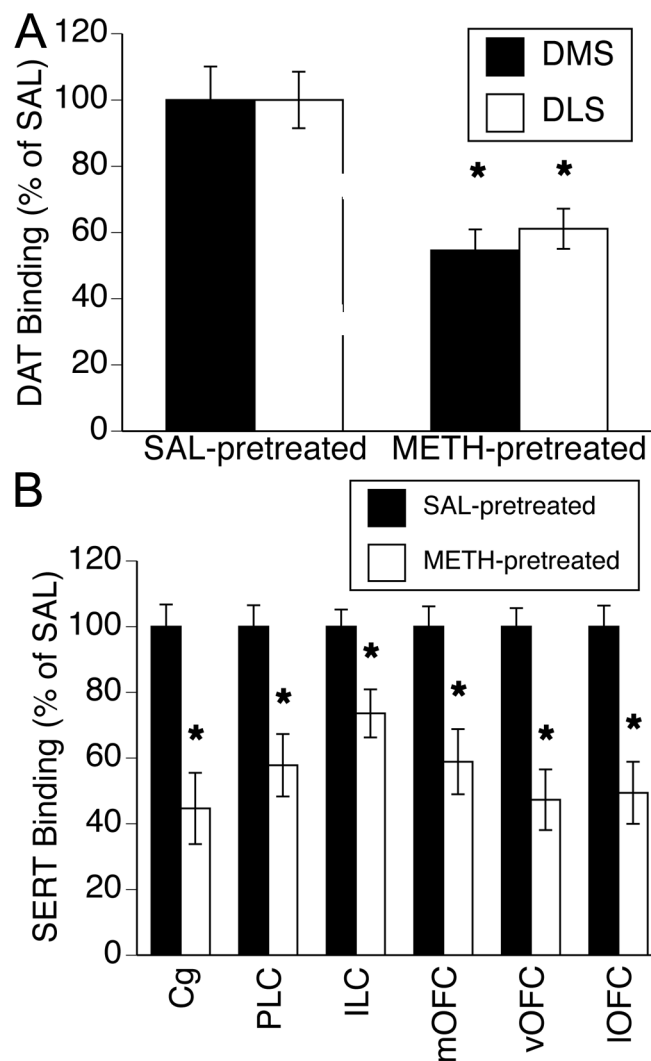 A
DAT Binding (% of SAL)
120
100
80
60
40
20
0
DMS
DLS
* *
SAL-pretreated METH-pretreated
B
SERT Binding (% of SAL)
SAL-pretreated
METH-pretreated
120
100
80
60
40
20
0
* * * * * *
Cg PLC ILC mOFC vOFC lOFC